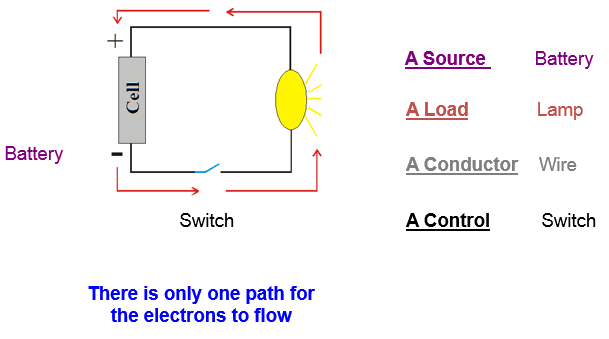 +
Cell
-
Battery
Switch
A Source Battery
A Load Lamp
A Conductor Wire
A Control Switch
There is only one path for
the electrons to flow